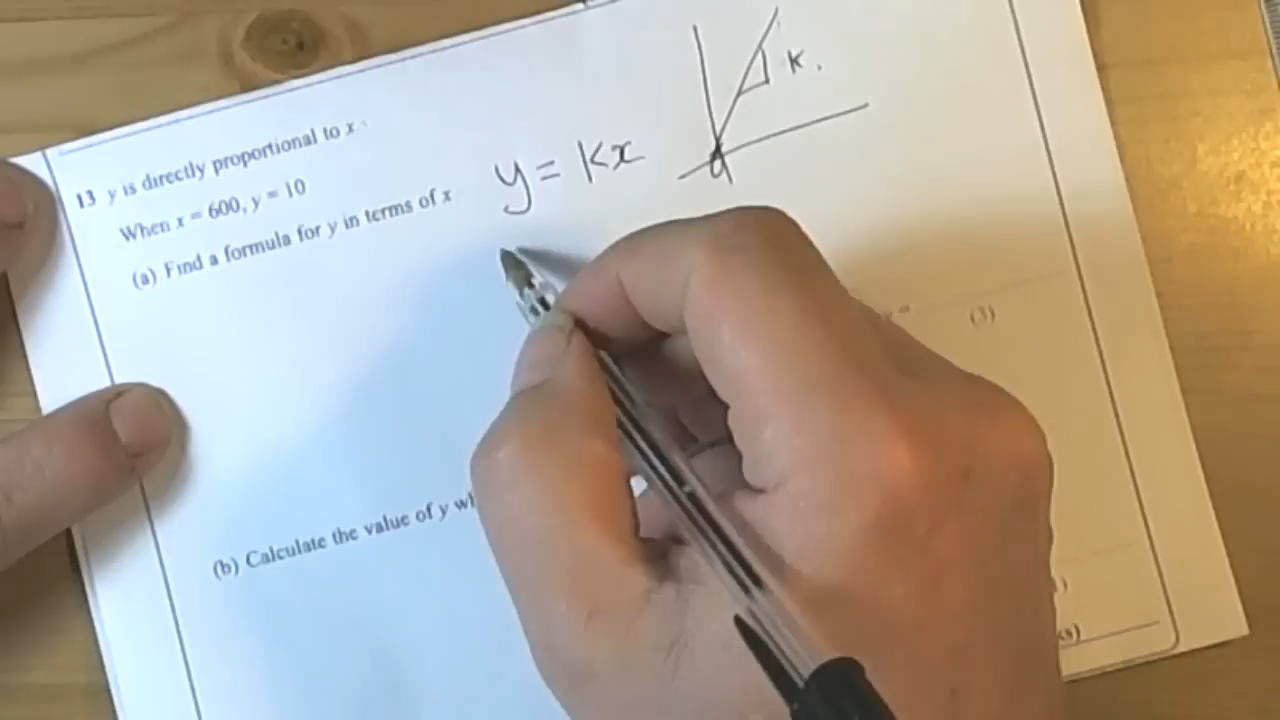 13 y is directly proportional to x
When x = 600, y = 10
(a) Find a formula for y in terms of x
y = kx
k.
(3)
(b) Calculate the value of y